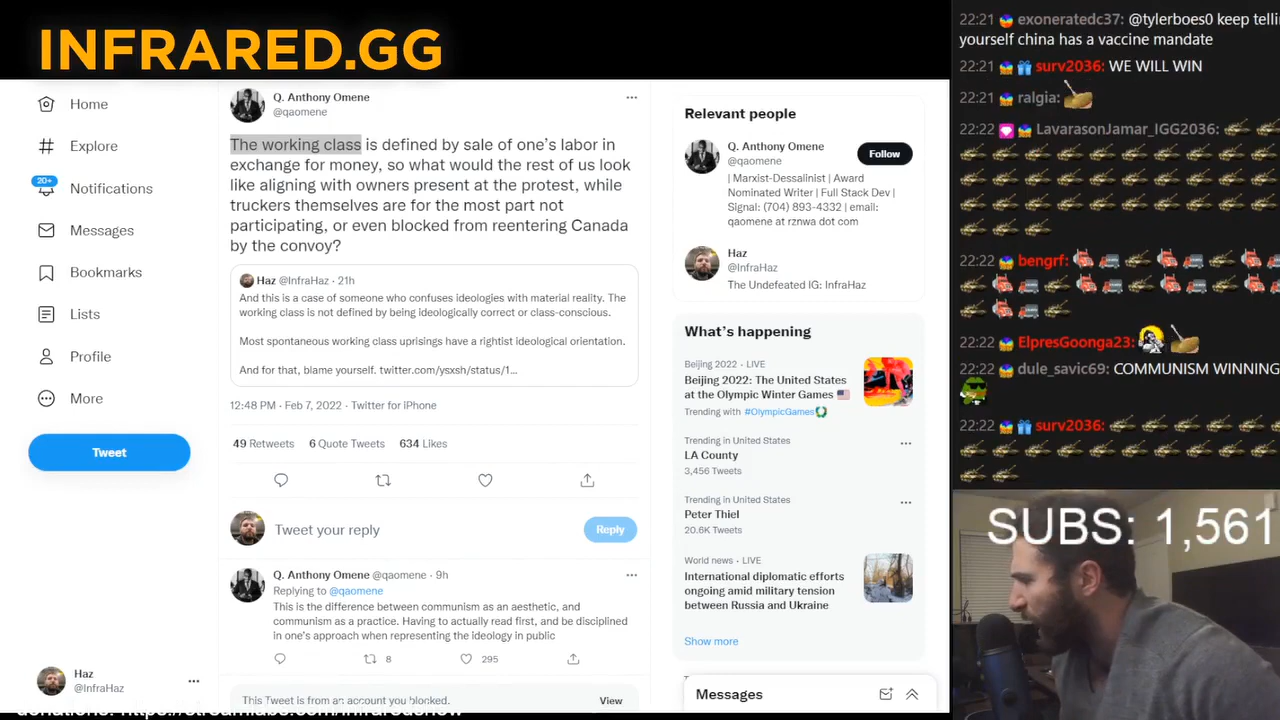 INFRARED.GG
Home
Explore
20+
Notifications
Messages
Bookmarks
Lists
Profile
More
Tweet
Haz
@InfraHaz
Q. Anthony Omene
@qaomene
The working class is defined by sale of one's labor in
exchange for money, so what would the rest of us look
like aligning with owners present at the protest, while
truckers themselves are for the most part not
participating, or even blocked from reentering Canada
by the convoy?
Haz @InfraHaz · 21h
And this is a case of someone who confuses ideologies with material reality. The
working class is not defined by being ideologically correct or class-conscious.
Most spontaneous working class uprisings have a rightist ideological orientation.
And for that, blame yourself. twitter.com/ysxsh/status/1...
12:48 PM · Feb 7, 2022 · Twitter for iPhone
49 Retweets 6 Quote Tweets 634 Likes
Tweet your reply
Reply
Q. Anthony Omene @qaomene · 9h
Replying to @qaomene
This is the difference between communism as an aesthetic, and
communism as a practice. Having to actually read first, and be disciplined
in one's approach when representing the ideology in public
8 295
This Tweet is from an account you blocked.
View
Relevant people
Q. Anthony Omene
@qaomene
Follow
| Marxist-Dessalinist | Award
Nominated Writer | Full Stack Dev |
Signal: (704) 893-4332 | email:
qaomene at rznwa dot com
Haz
@InfraHaz
The Undefeated IG: InfraHaz
What's happening
Beijing 2022 · LIVE
Beijing 2022: The United States
at the Olympic Winter Games
Trending with #OlympicGames
Trending in United States
LA County
3,456 Tweets
Trending in United States
Peter Thiel
20.6K Tweets
World news · LIVE
International diplomatic efforts
ongoing amid military tension
between Russia and Ukraine
Show more
Messages
22:21 exoneratedc37: @tylerboes0 keep telli
yourself china has a vaccine mandate
22:21 surv2036: WE WILL WIN
22:21 ralgia:
22:22 LavarasonJamar_IGG2036:
22:22 bengrf:
22:22 ElpresGoonga23:
22:22 dule_savic69: COMMUNISM WINNING
22:22 surv2036:
SUBS: 1,561